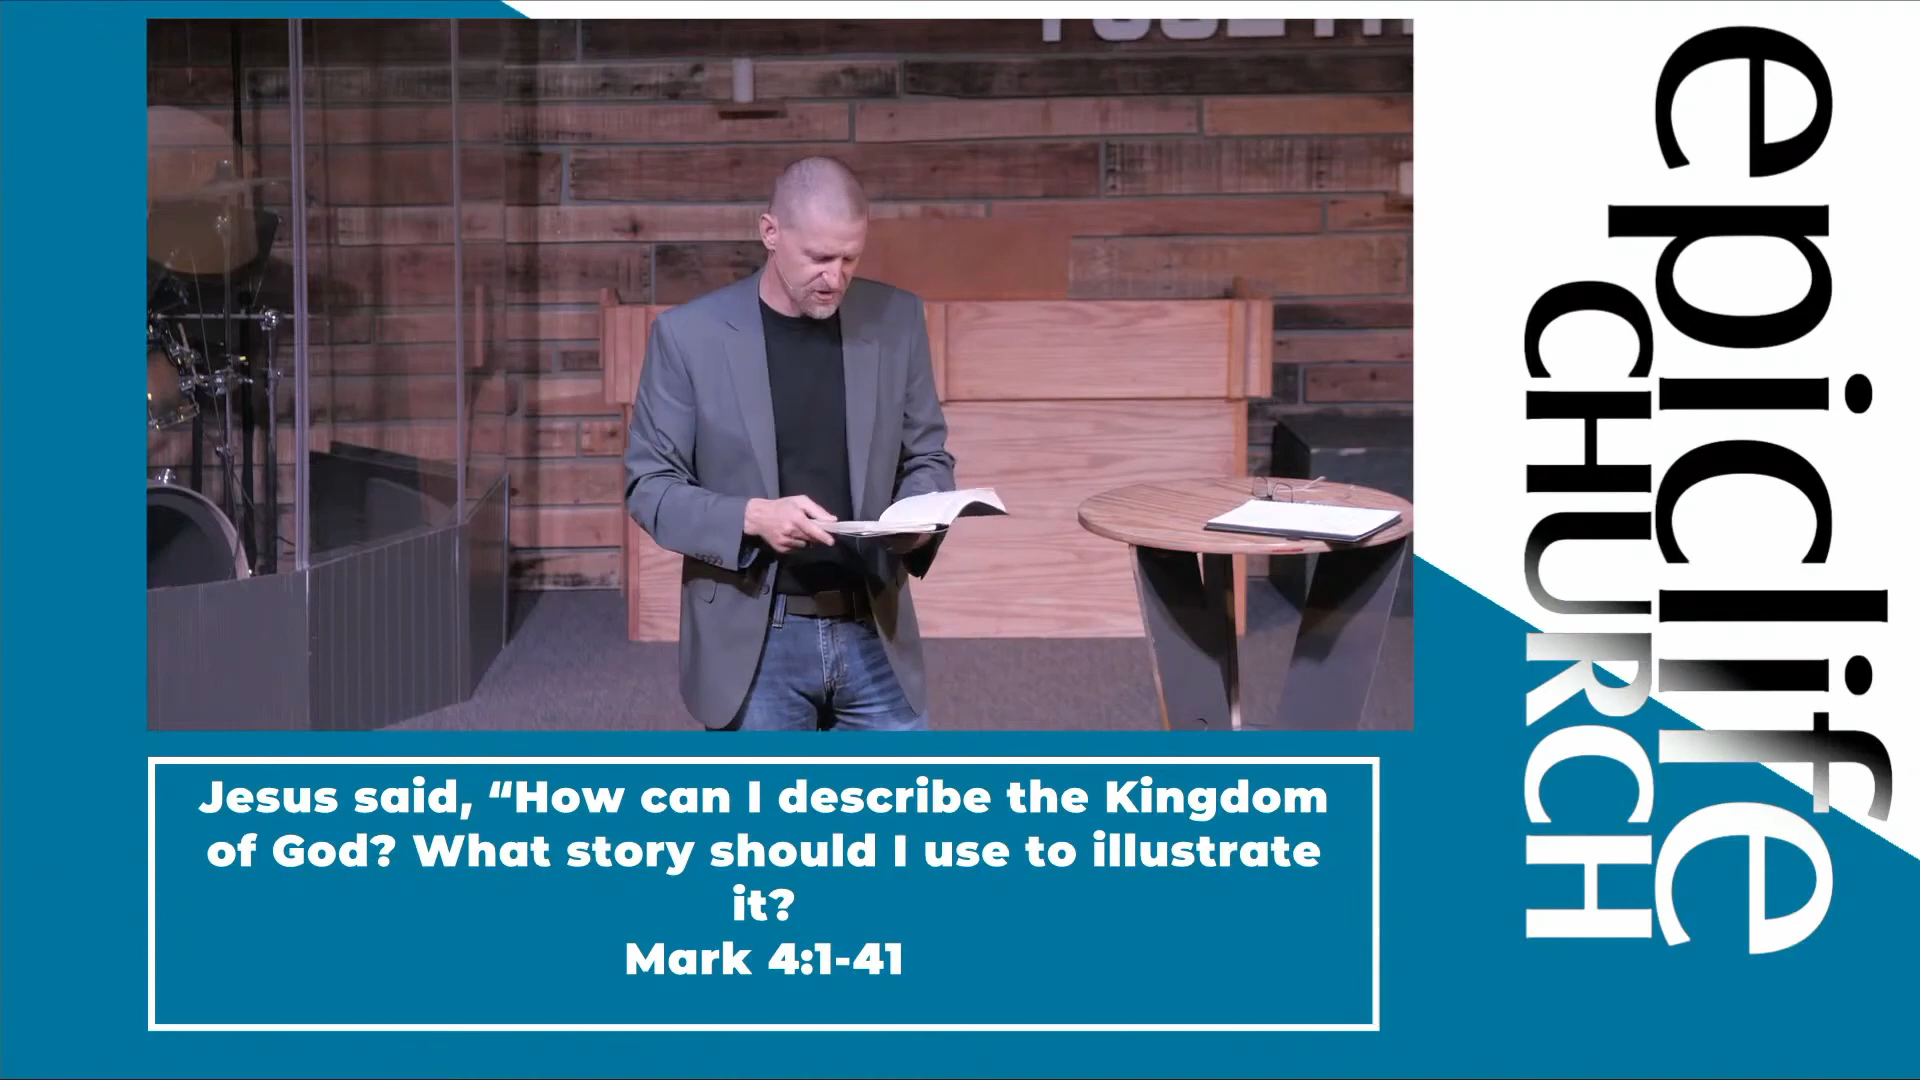 Jesus said, “How can I describe the Kingdom
of God? What story should I use to illustrate
it?
Mark 4:1-41
epiclife
CHURCH